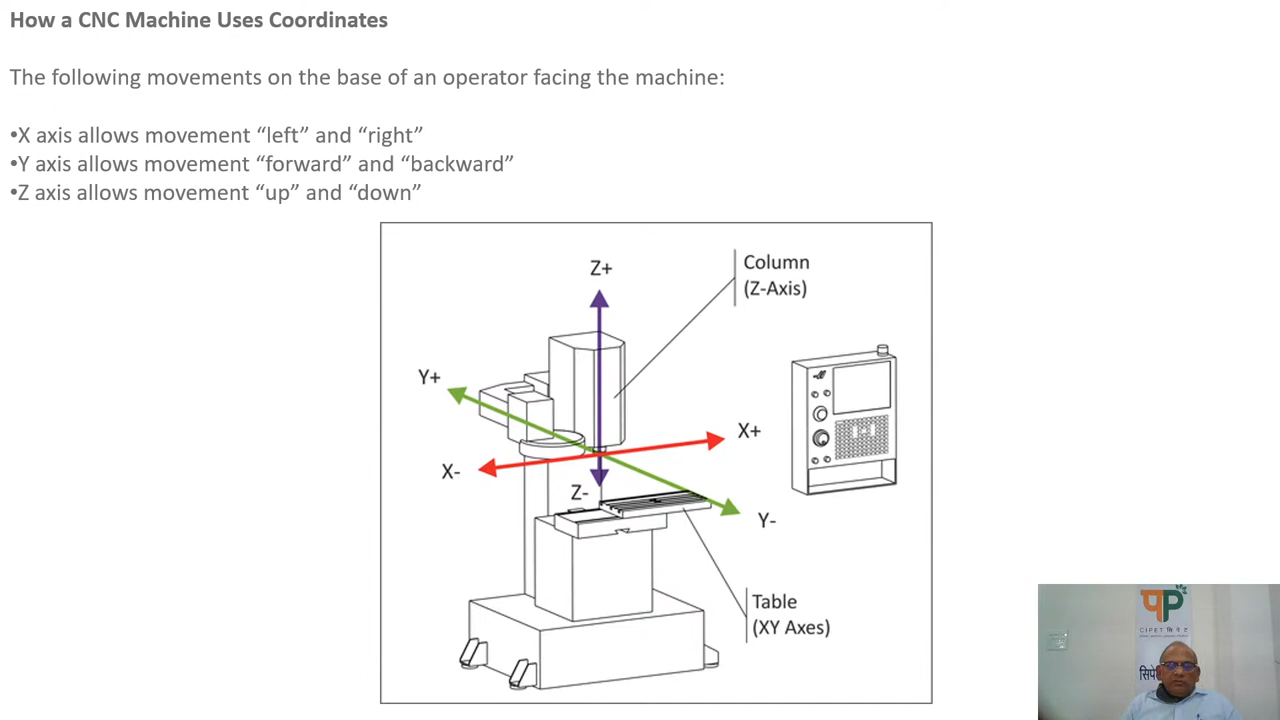 How a CNC Machine Uses Coordinates
The following movements on the base of an operator facing the machine:
•X axis allows movement “left” and “right”
•Y axis allows movement “forward” and “backward”
•Z axis allows movement “up” and “down”
Z+
Column
(Z-Axis)
Y+
X+
X-
Z-
Y-
Table
(XY Axes)
CIPET सिपेट